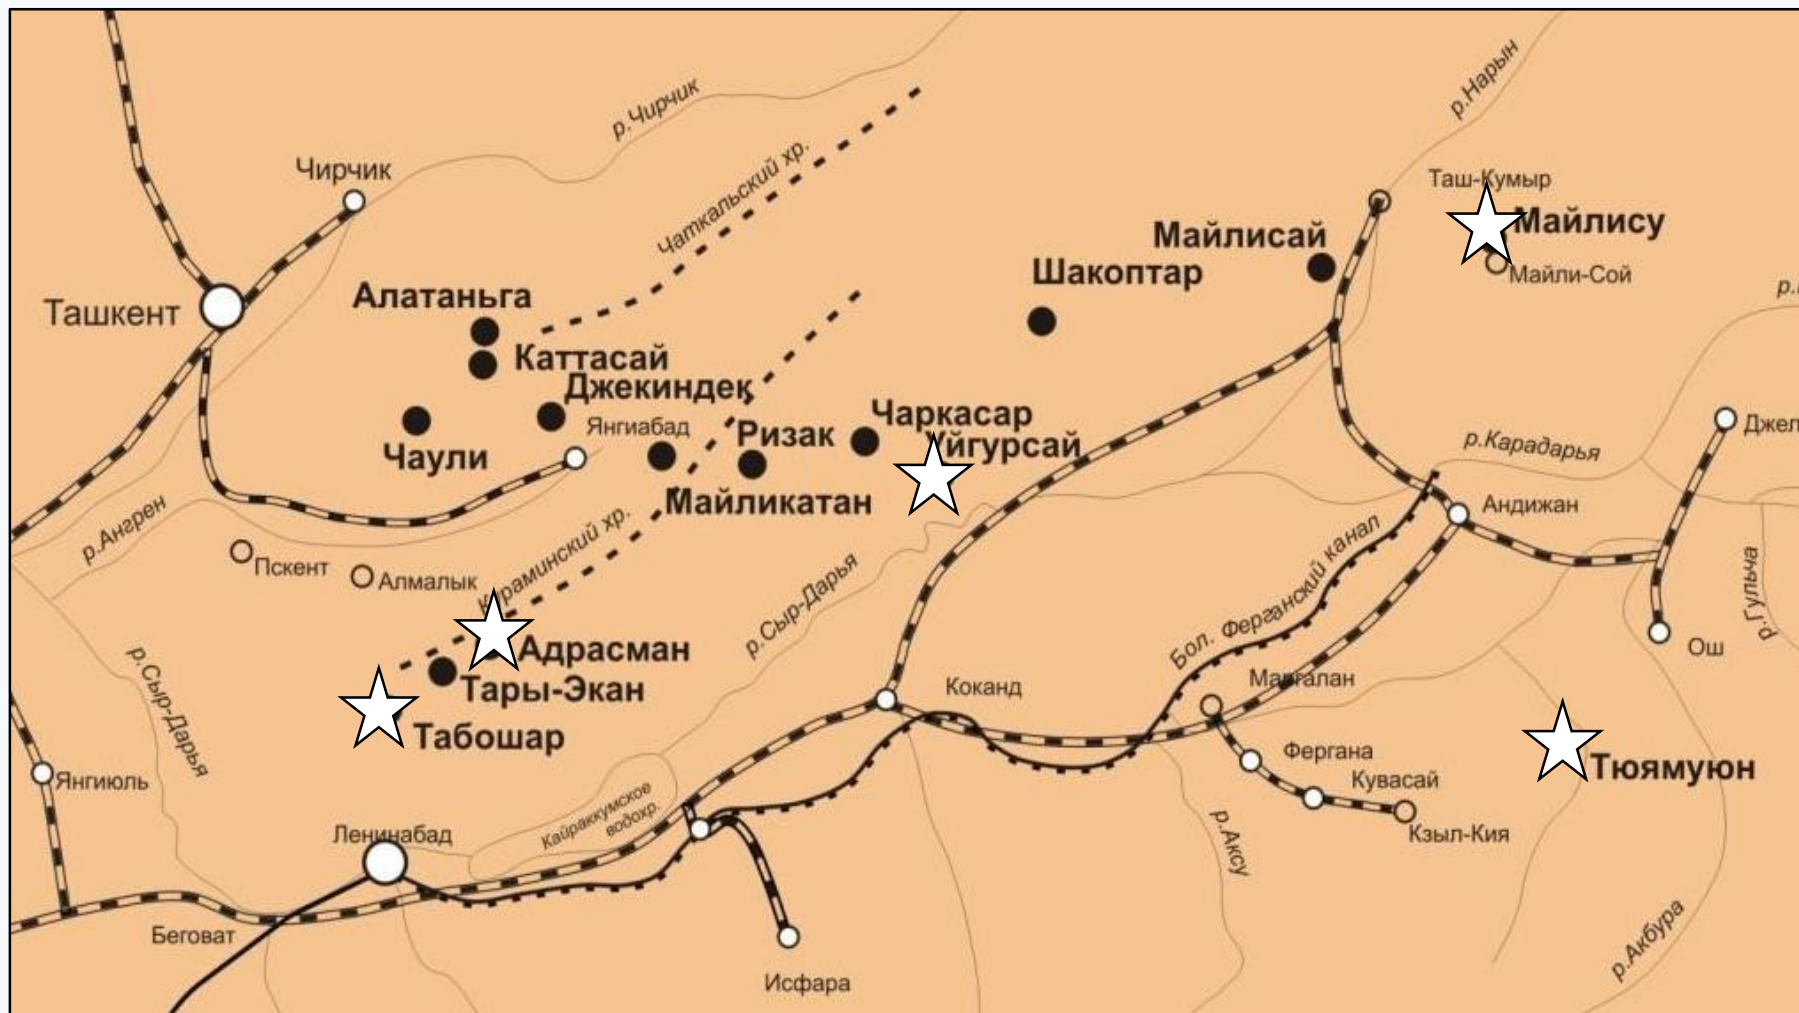 р.Нарын
р.Чирчик
Чирчик
Чаткальский хр.
Таш-Кумыр
Майлису
Майлисай
Майли-Сой
Шакоптар
Алатаньга
Ташкент
Каттасай
Джекиндек
Янгиабад
Чаули
Ризак
Чаркасар
Уйгурсай
Майликатан
р.Карадарья
Андижан
р.Ангрен
Пскент
Алмалык
Кураминский хр.
р.Сыр-Дарья
Бол. Ферганский канал
р.Гульча
Ош
Адрасман
Тары-Экан
Табошар
р.Сыр-Дарья
Коканд
Маргалан
Фергана
Кувасай
Кзыл-Кия
Тюямуюн
Янгиюль
Кайраккумское
водохр.
Ленинабад
р.Аксу
р.Акбура
Беговат
Исфара